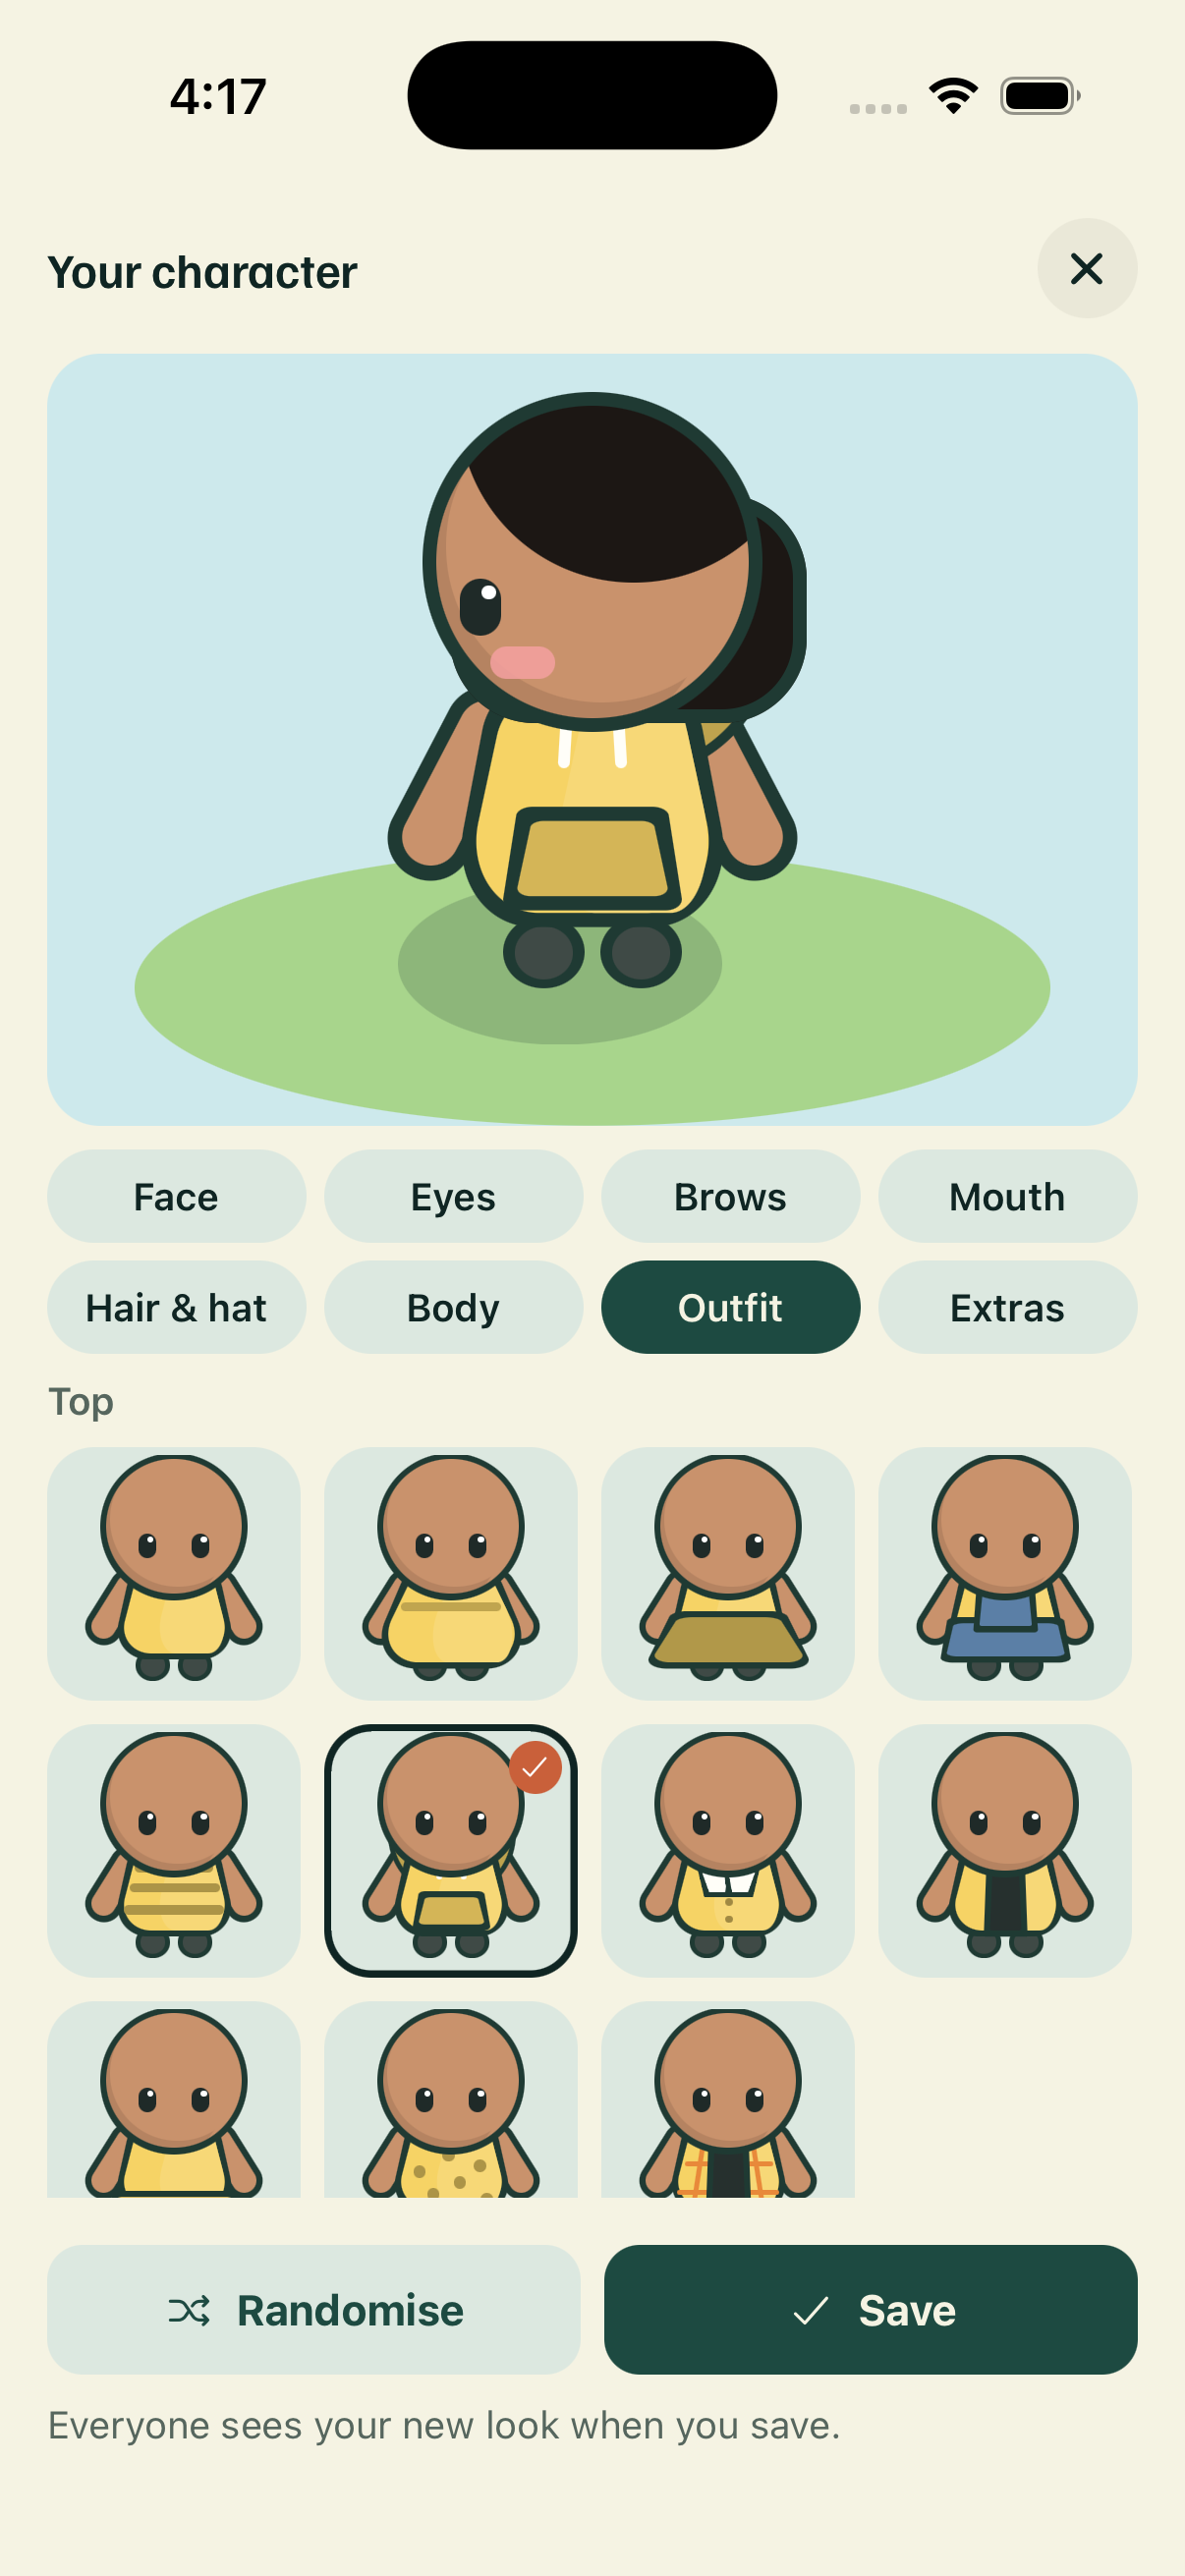 4:17
Your character
Face
Eyes
Brows
Mouth
Hair & hat
Body
Outfit
Extras
Top
Randomise
Save
Everyone sees your new look when you save.